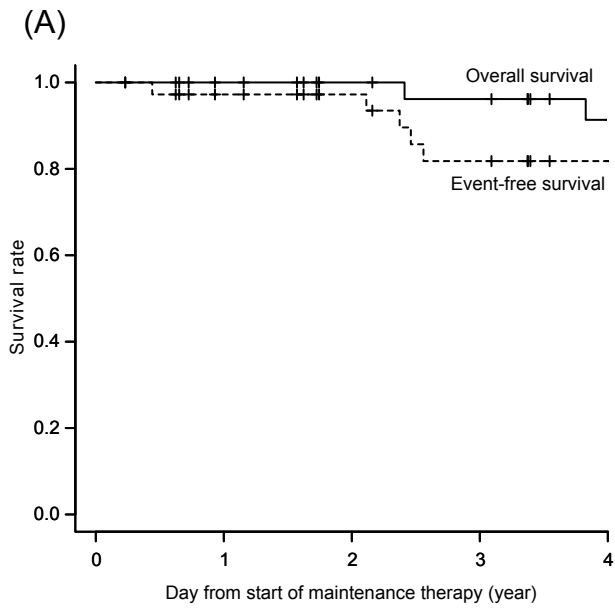 (A)
Overall survival
Event-free survival
1.0
0.8
0.6
0.4
0.2
0.0
Survival rate
0 1 2 3 4
Day from start of maintenance therapy (year)